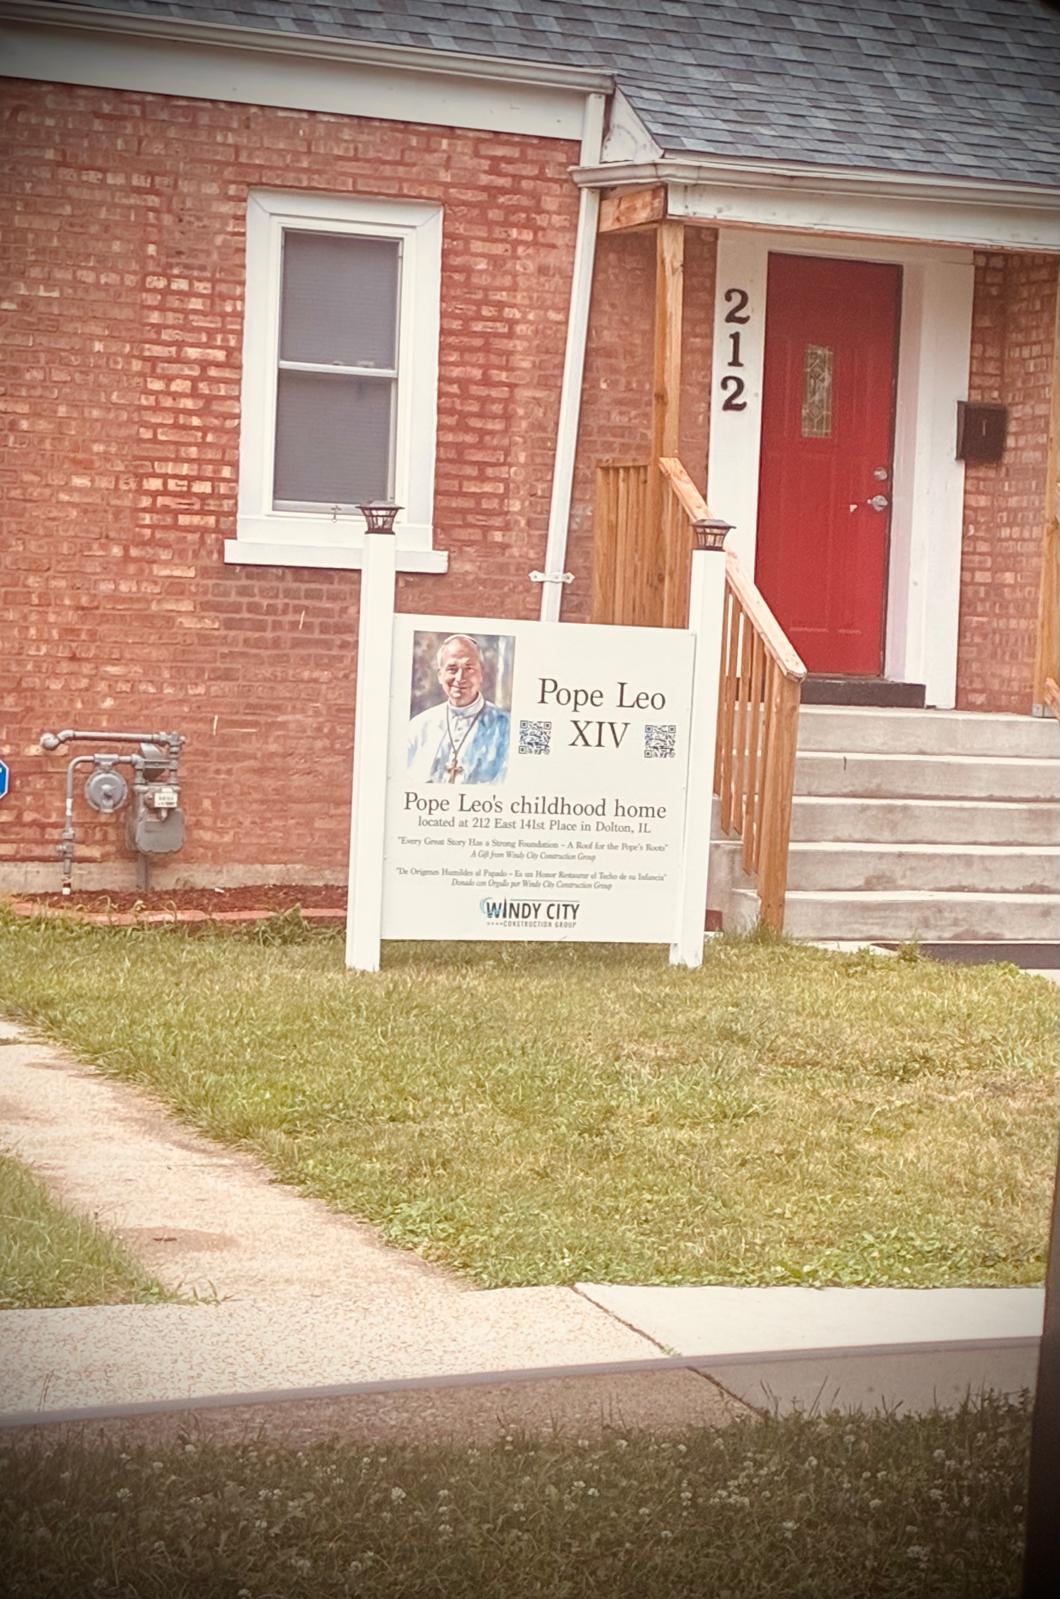 212
Pope Leo
XIV
Pope Leo's childhood home
located at 212 East 141st Place in Dolton, IL
"Every Great Story Has a Strong Foundation - A Roof for the Pope's Roots"
A Gift from Windy City Construction Group
"De Origenes Humildes al Papado - Es un Honor Restaurar el Techo de su Infancia"
Donado con Orgullo por Windy City Construction Group
WINDY CITY
CONSTRUCTION GROUP